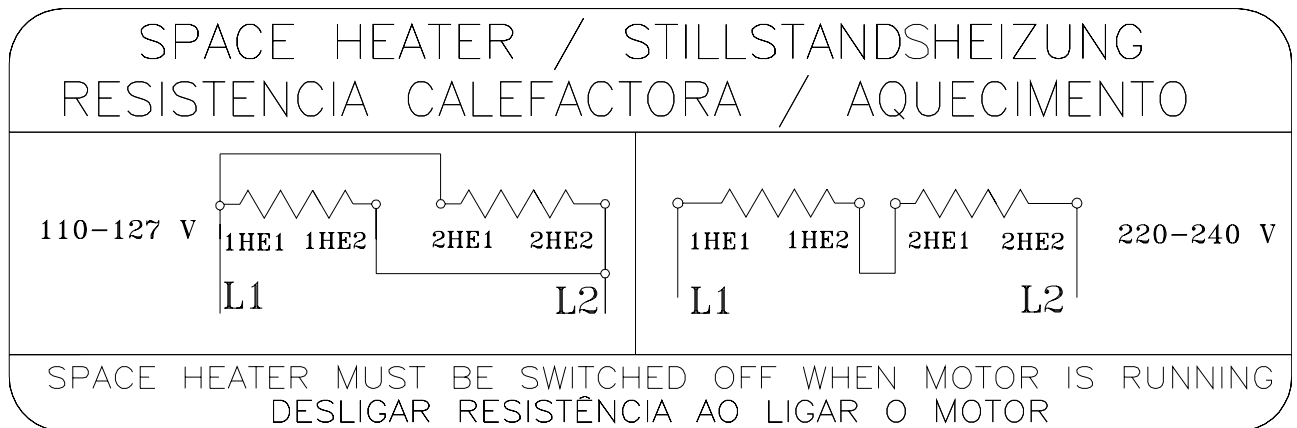 SPACE HEATER / STILLSTANDSHEIZUNG
RESISTENCIA CALEFACTORA / AQUECIMENTO
110-127 V
1HE1 1HE2 2HE1 2HE2
L1 L2
1HE1 1HE2 2HE1 2HE2
220-240 V
L1 L2
SPACE HEATER MUST BE SWITCHED OFF WHEN MOTOR IS RUNNING
DESLIGAR RESISTÊNCIA AO LIGAR O MOTOR